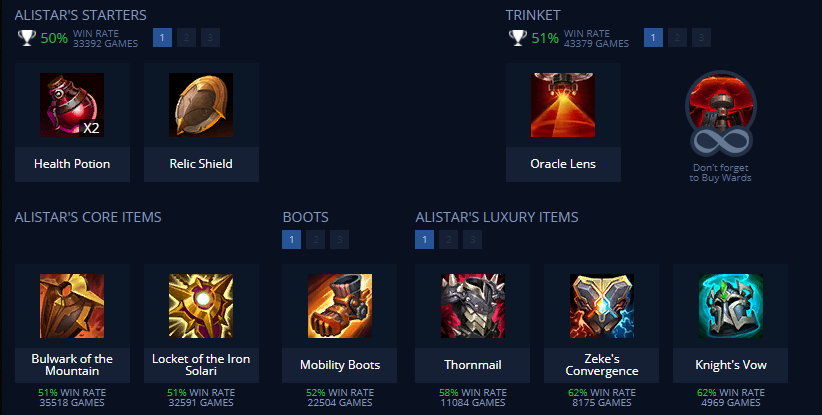 ALISTAR'S STARTERS
50% WIN RATE
33392 GAMES
1 2 3
TRINKET
51% WIN RATE
43379 GAMES
1 2 3
X2
Health Potion
Relic Shield
Oracle Lens
Don't forget
to Buy Wards
ALISTAR'S CORE ITEMS
BOOTS
1 2 3
ALISTAR'S LUXURY ITEMS
1 2 3
Bulwark of the
Mountain
51% WIN RATE
35518 GAMES
Locket of the Iron
Solari
51% WIN RATE
32591 GAMES
Mobility Boots
52% WIN RATE
22504 GAMES
Thornmail
58% WIN RATE
11084 GAMES
Zeke's
Convergence
62% WIN RATE
8175 GAMES
Knight's Vow
62% WIN RATE
4969 GAMES